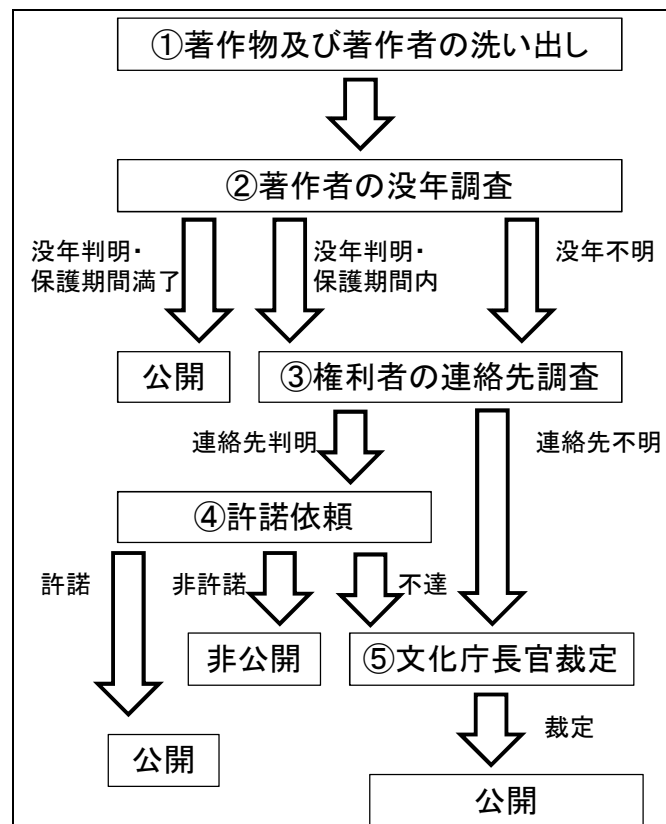 ①著作物及び著作者の洗い出し
②著作者の没年調査
没年判明・
保護期間満了
没年判明・
保護期間内
没年不明
公開
③権利者の連絡先調査
連絡先判明
連絡先不明
④許諾依頼
許諾
非許諾
不達
非公開
⑤文化庁長官裁定
裁定
公開
公開